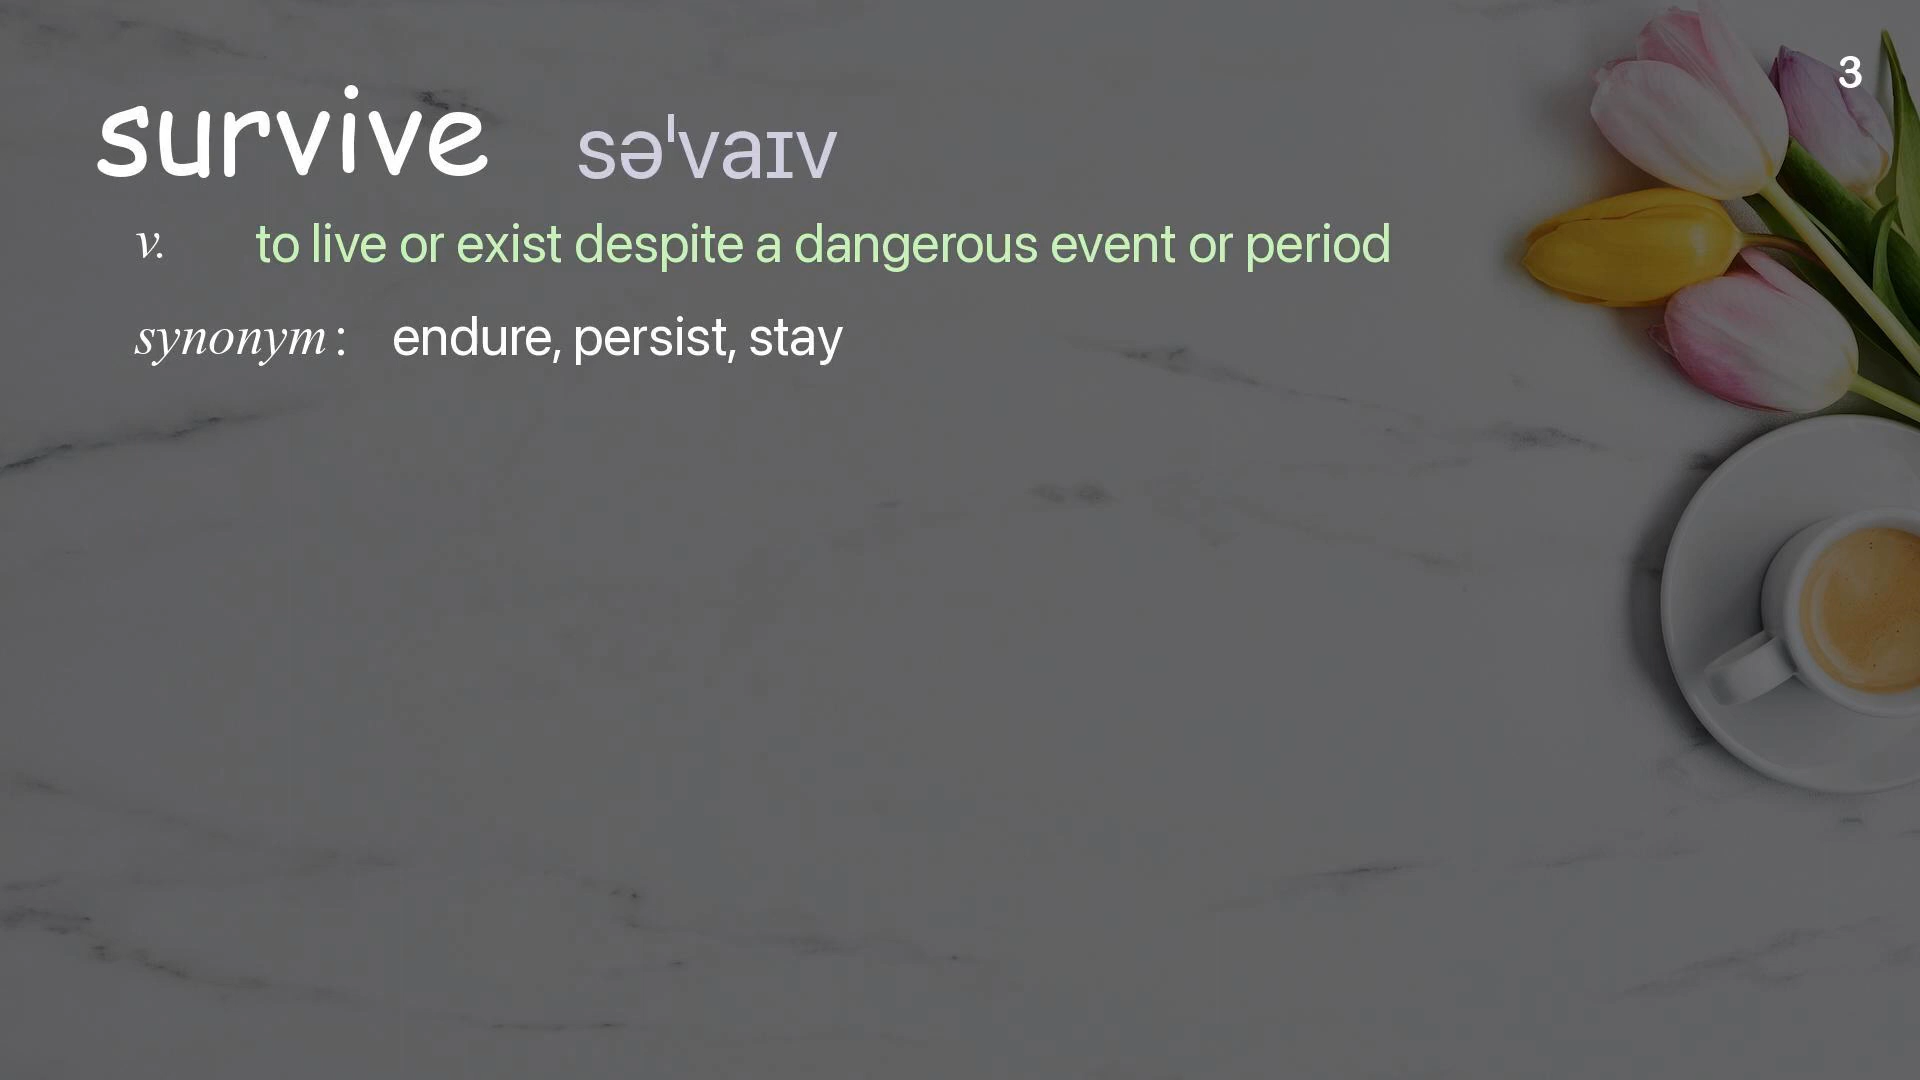 3
survive səˈvaɪv
v. to live or exist despite a dangerous event or period
synonym: endure, persist, stay